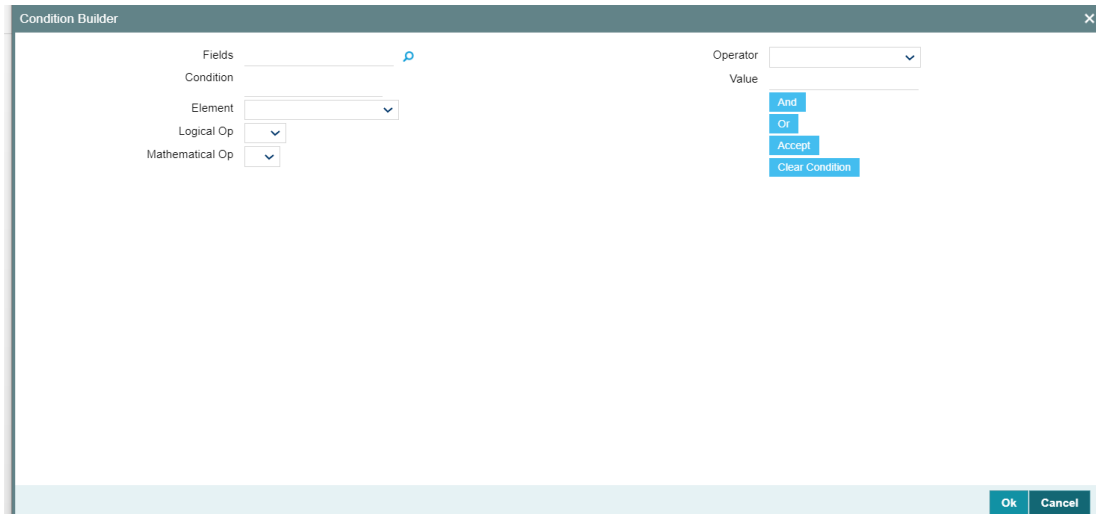 Condition Builder
Fields
Condition
Element
Logical Op
Mathematical Op
Operator
Value
And
Or
Accept
Clear Condition
Ok Cancel